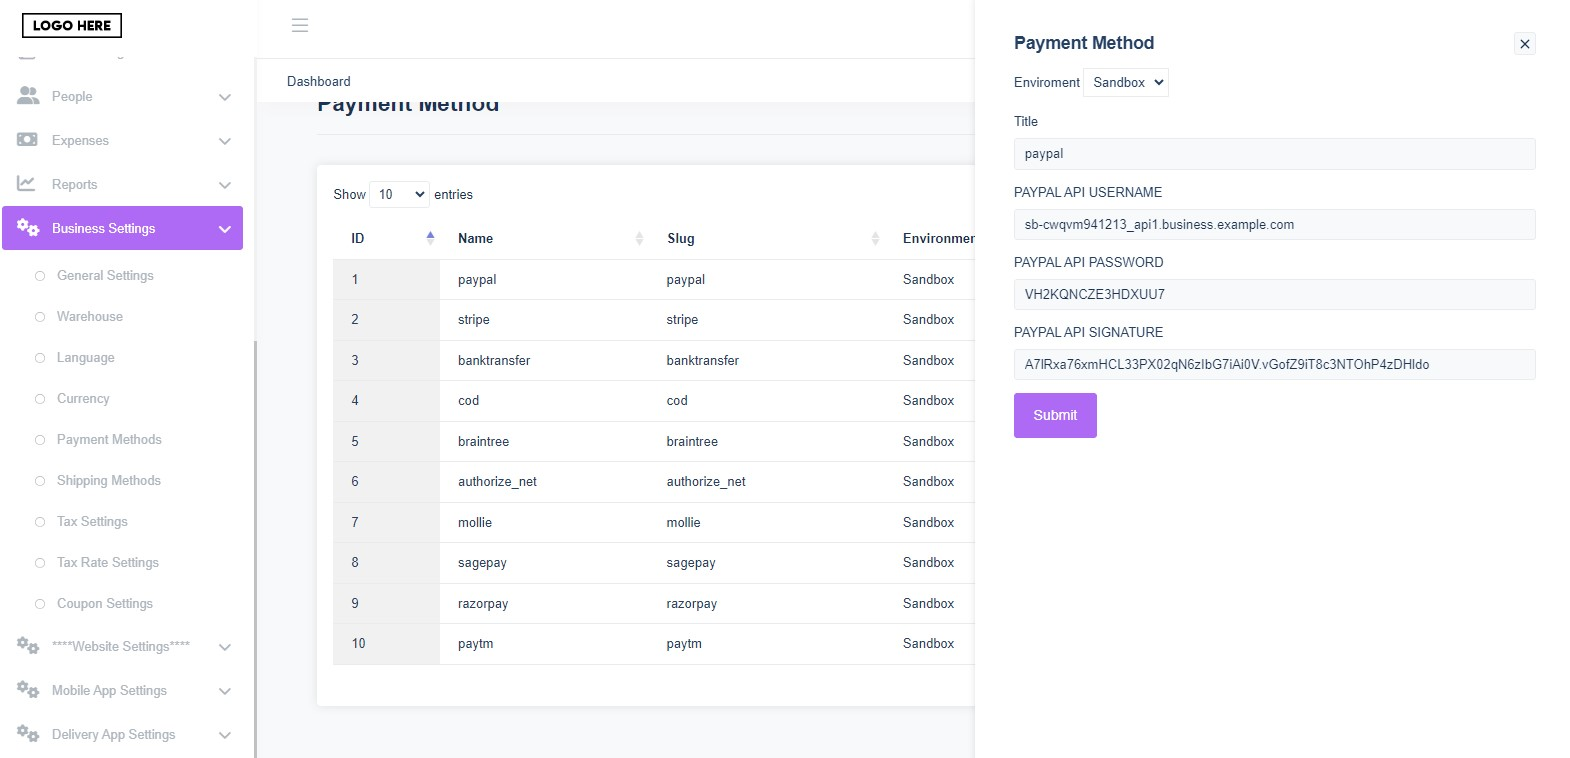 LOGO HERE
People
Expenses
Reports
Business Settings
General Settings
Warehouse
Language
Currency
Payment Methods
Shipping Methods
Tax Settings
Tax Rate Settings
Coupon Settings
****Website Settings****
Mobile App Settings
Delivery App Settings
Dashboard
Payment Method
Show 10 entries
ID Name Slug Environmen
1 paypal paypal Sandbox
2 stripe stripe Sandbox
3 banktransfer banktransfer Sandbox
4 cod cod Sandbox
5 braintree braintree Sandbox
6 authorize_net authorize_net Sandbox
7 mollie mollie Sandbox
8 sagepay sagepay Sandbox
9 razorpay razorpay Sandbox
10 paytm paytm Sandbox
Payment Method
Enviroment Sandbox
Title
paypal
PAYPAL API USERNAME
sb-cwqvm941213_api1.business.example.com
PAYPAL API PASSWORD
VH2KQNCZE3HDXUU7
PAYPAL API SIGNATURE
A7lRxa76xmHCL33PX02qN6zIbG7iAi0V.vGofZ9iT8c3NTOhP4zDHIdo
Submit